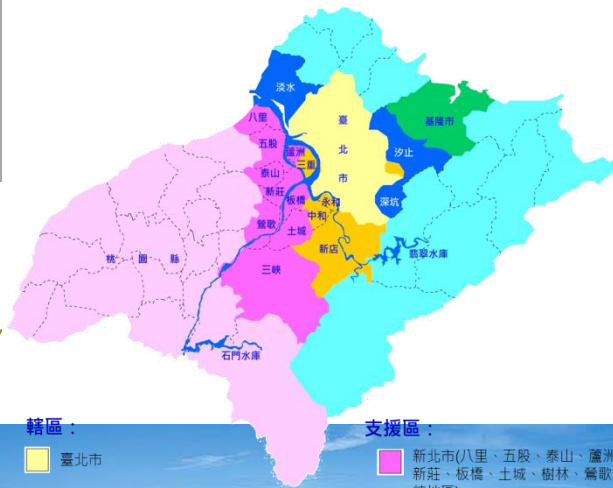 淡水
八里
基隆市
五股
臺北市
蘆洲
汐止
三重
泰山
新莊
板橋
永和
深坑
中和
鶯歌
土城
新店
翡翠水庫
桃園縣
三峽
石門水庫
轄區：
臺北市
支援區：
新北市(八里、五股、泰山、蘆洲
新莊、板橋、土城、樹林、鶯歌